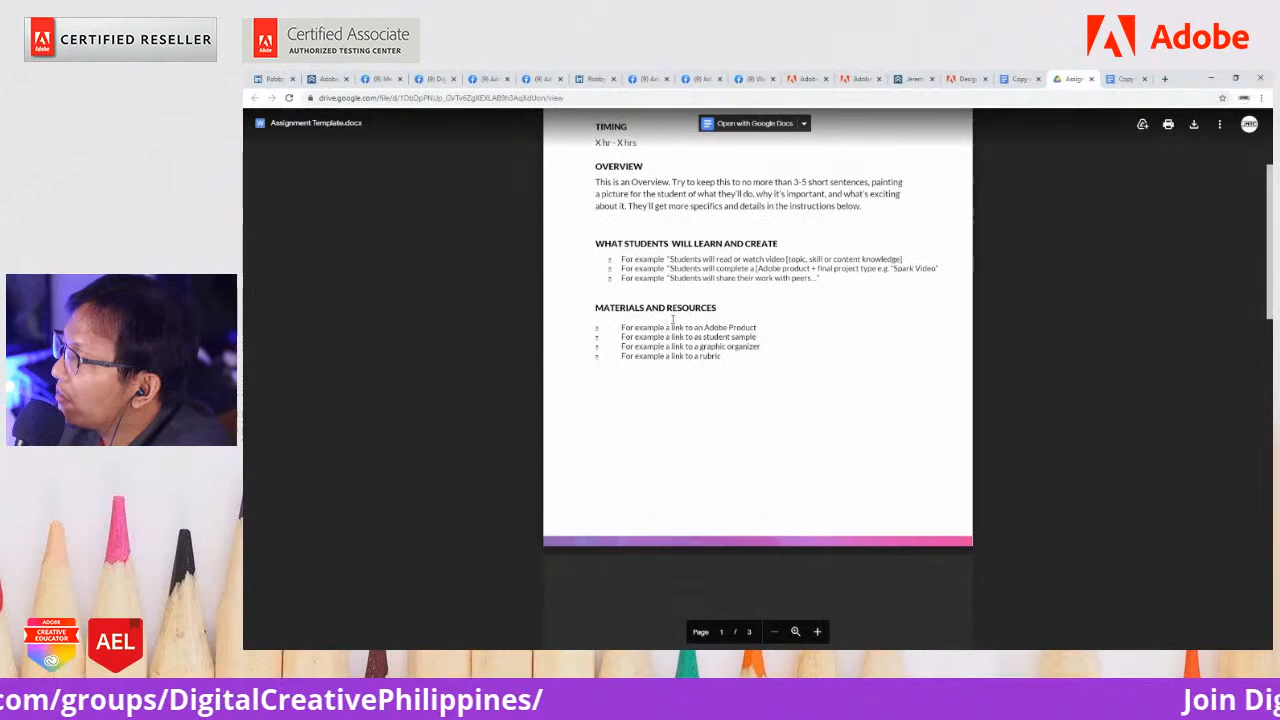 CERTIFIED RESELLER
Certified Associate
AUTHORIZED TESTING CENTER
Adobe
drive.google.com/file/d/
Assignment Template.docx
Open with Google Docs
TIMING
X hr - X hrs
OVERVIEW
This is an Overview. Try to keep this to no more than 3-5 short sentences, painting
a picture for the student of what they'll do, why it's important, and what's exciting
about it. They'll get more specifics and details in the instructions below.
WHAT STUDENTS WILL LEARN AND CREATE
For example "Students will read or watch video [topic, skill or content knowledge]
For example "Students will complete a [Adobe product + final project type e.g. "Spark Video"
For example "Students will share their work with peers..."
MATERIALS AND RESOURCES
For example a link to an Adobe Product
For example a link to as student sample
For example a link to a graphic organizer
For example a link to a rubric
Page 1 / 3
ADOBE
CREATIVE
EDUCATOR
AEL
com/groups/DigitalCreativePhilippines/
Join Dig